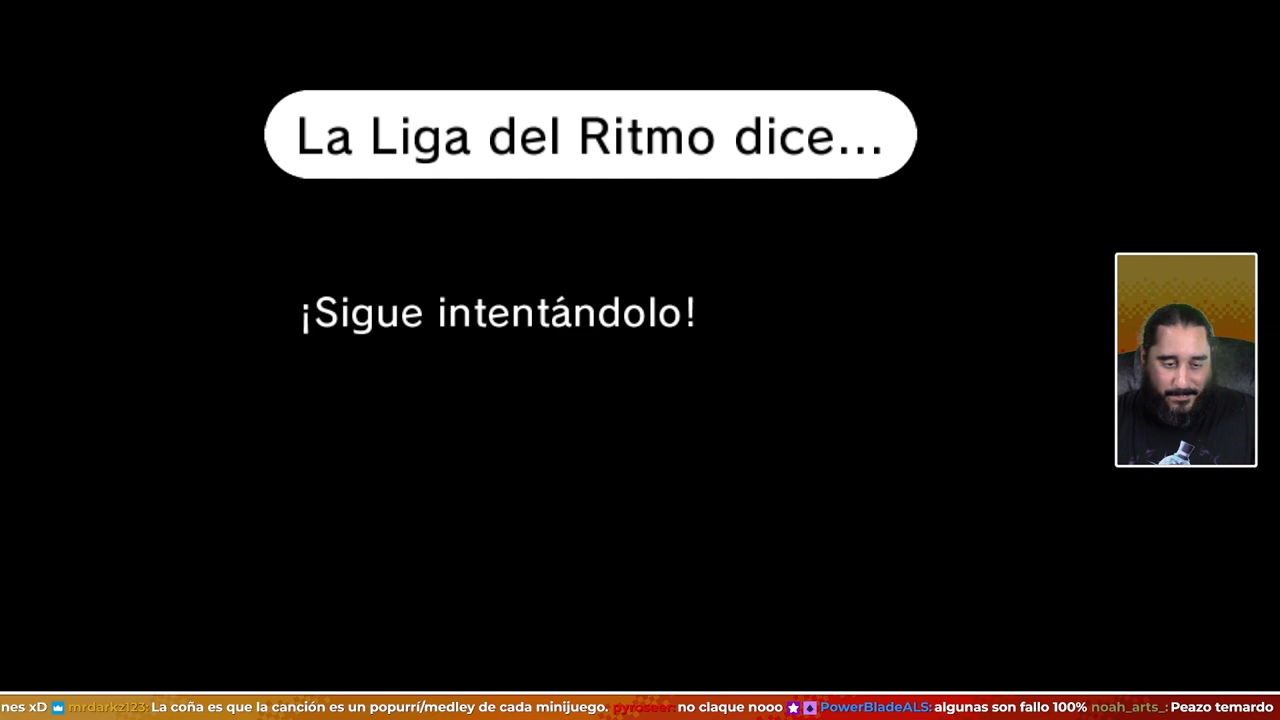 La Liga del Ritmo dice...
¡Sigue intentándolo!
nes xD mrdarkz123: La coña es que la canción es un popurrí/medley de cada minijuego. pyroseer: no claque nooo PowerBladeALS: algunas son fallo 100% noah_arts_: Peazo temardo